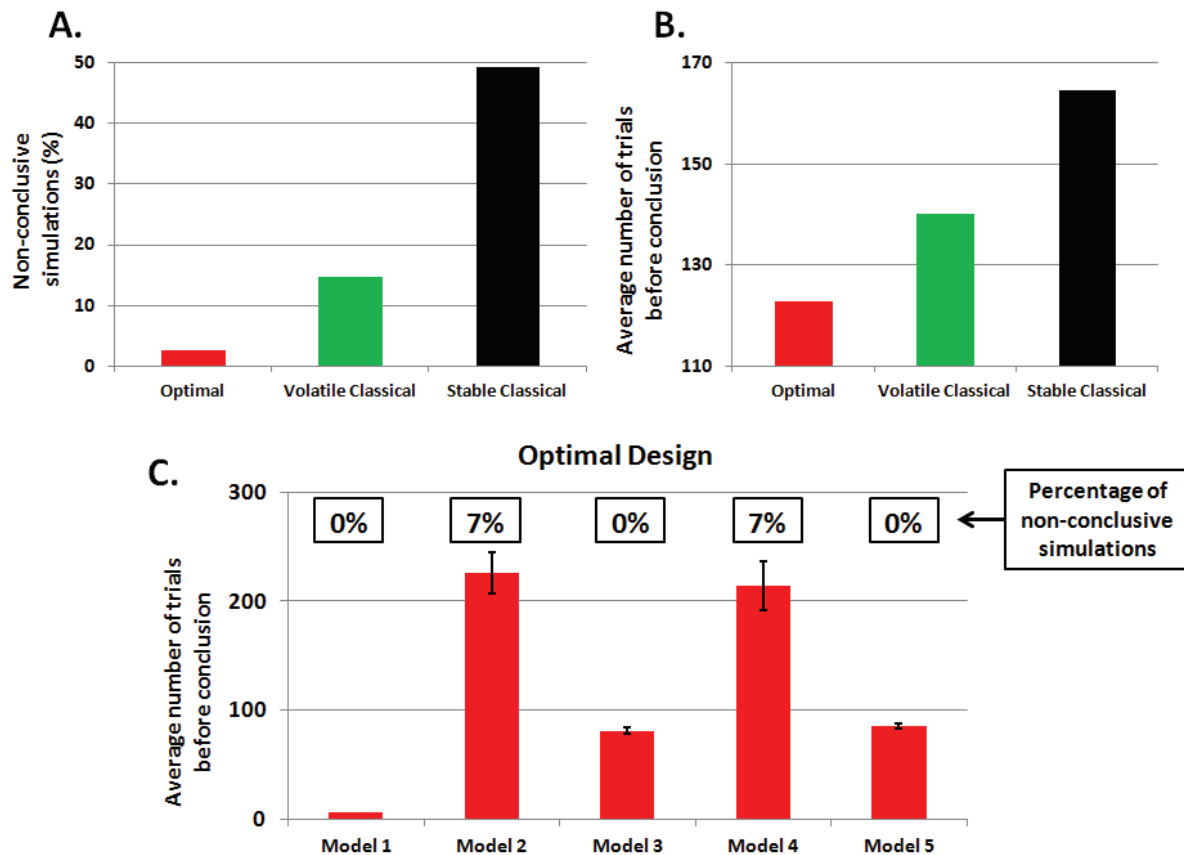 A.
50
40
30
20
10
0
Non-conclusive
simulations (%)
Optimal
Volatile Classical
Stable Classical
B.
170
150
130
110
Average number of trials
before conclusion
Optimal
Volatile Classical
Stable Classical
C.
Optimal Design
300
200
100
0
Average number of trials
before conclusion
0%
7%
0%
7%
0%
Percentage of
non-conclusive
simulations
Model 1
Model 2
Model 3
Model 4
Model 5